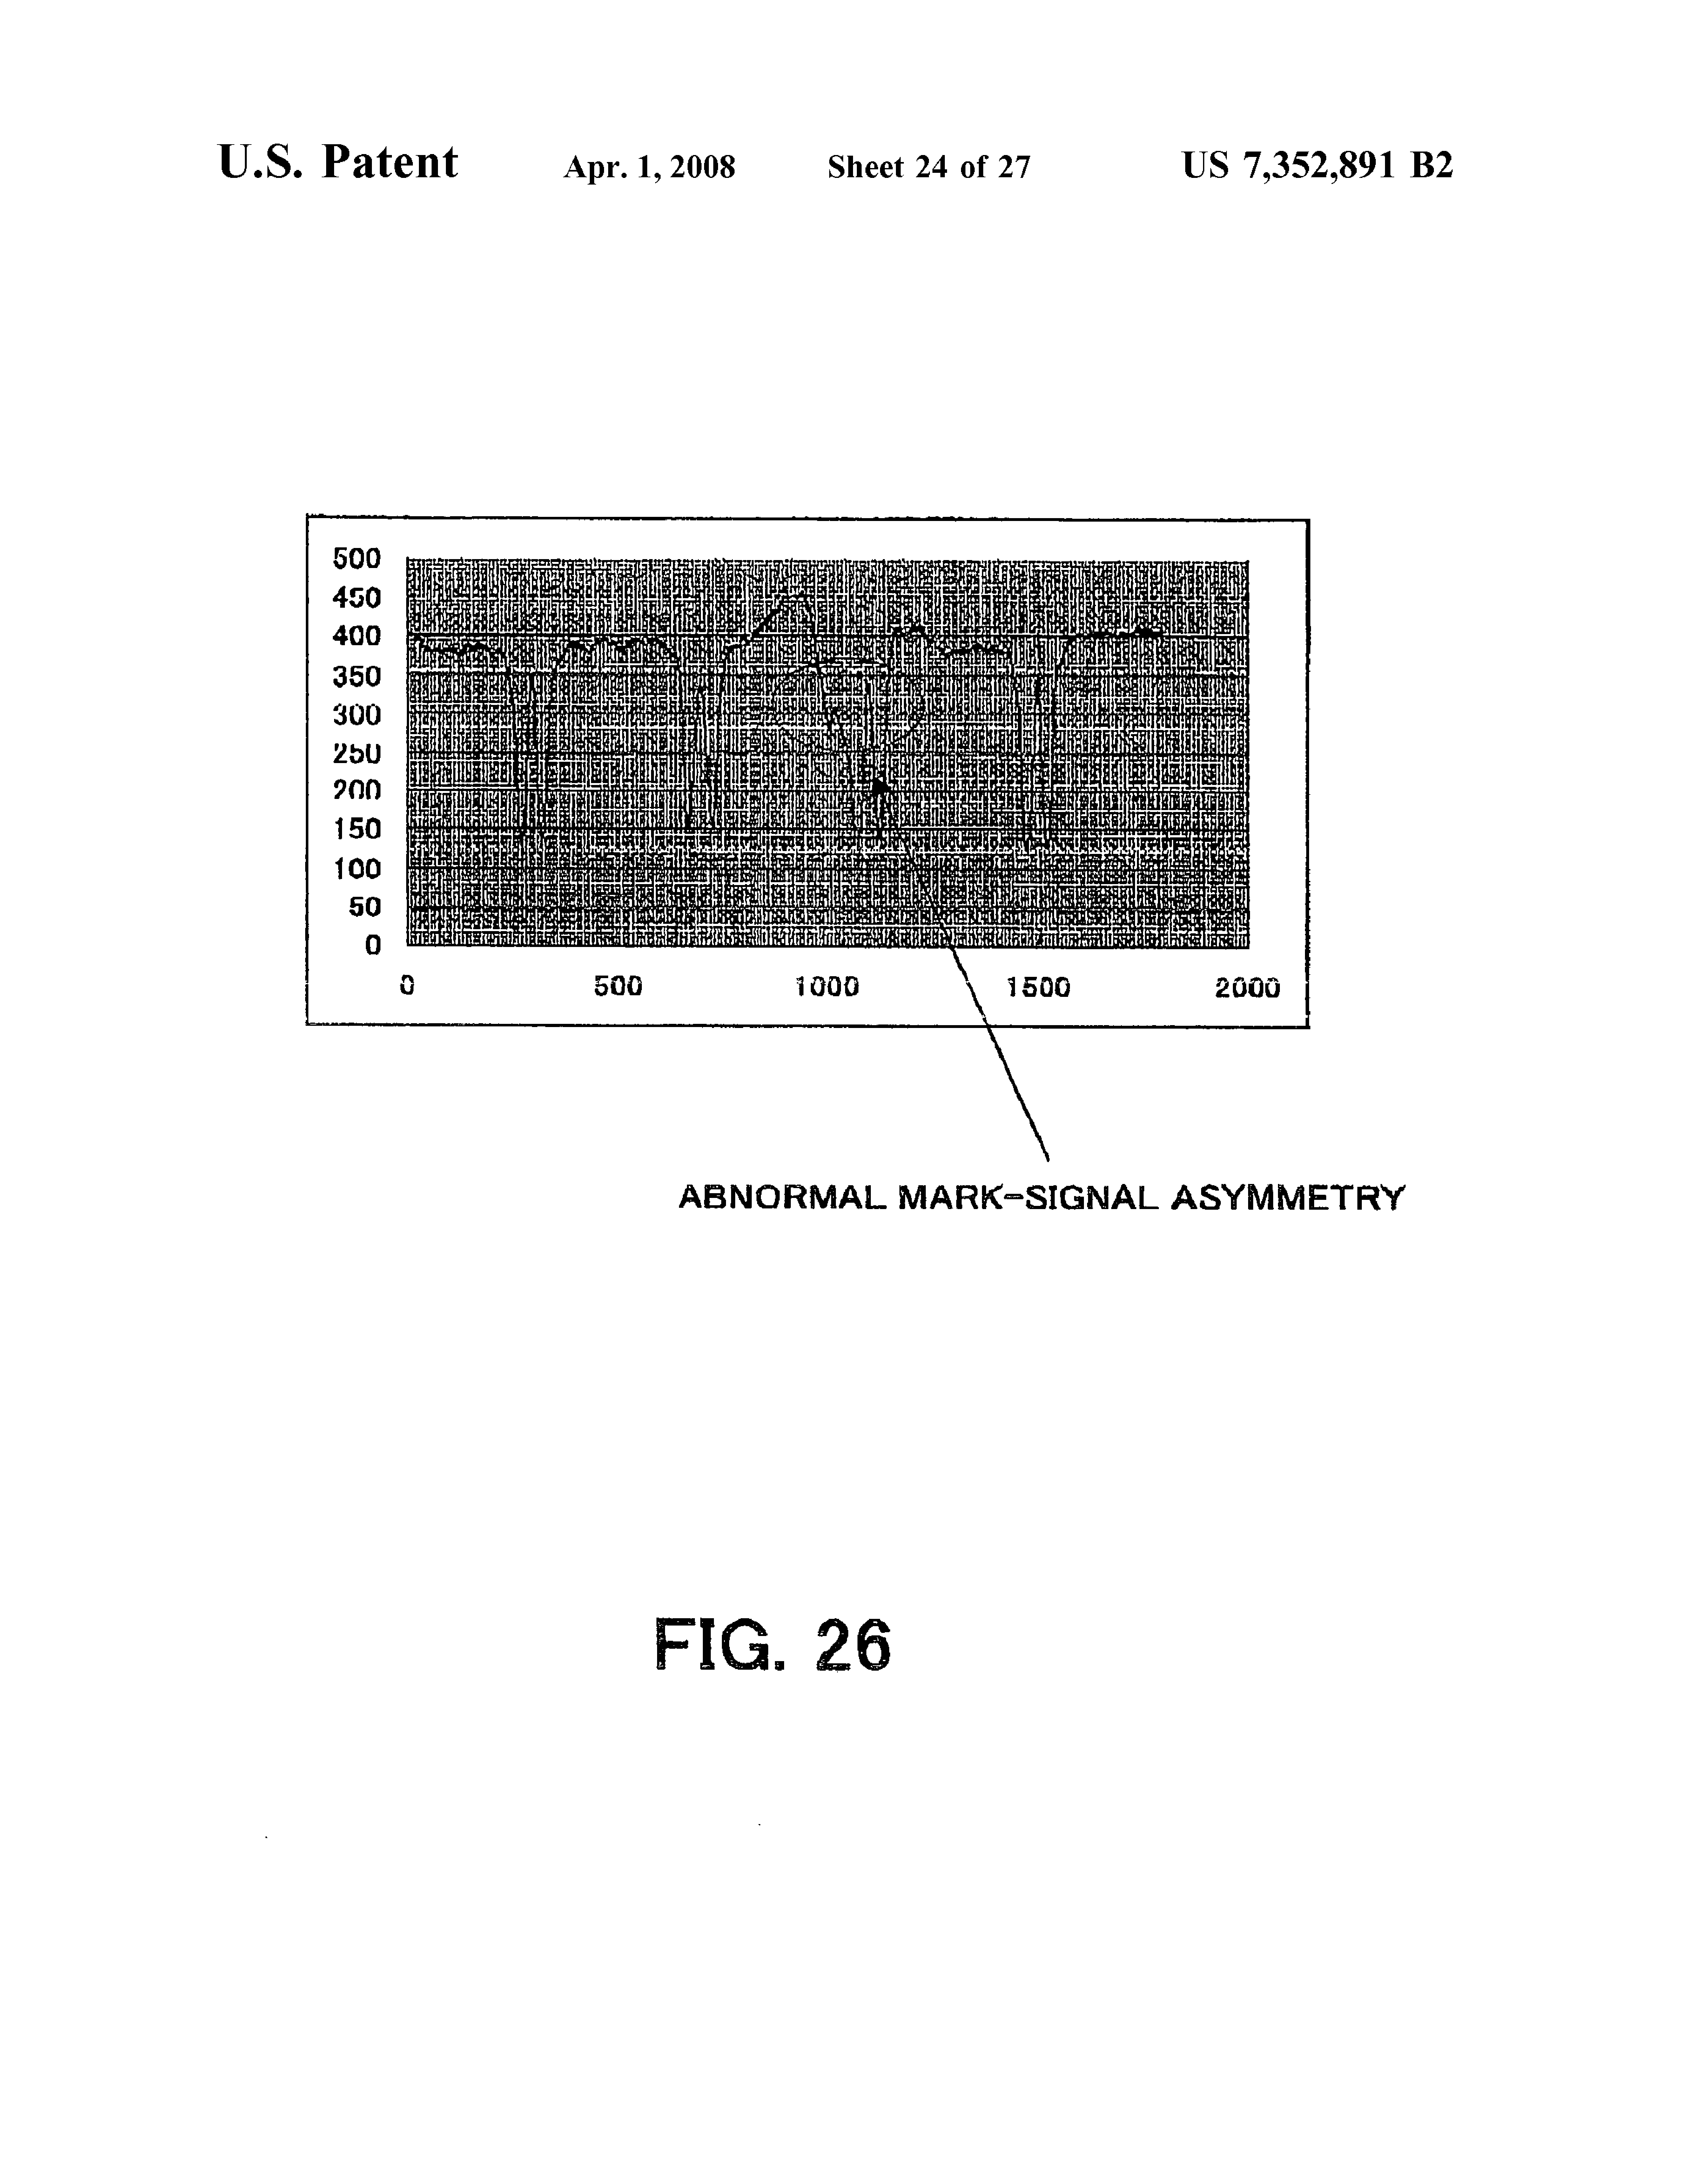 U.S. Patent Apr. 1, 2008 Sheet 24 of 27 US 7,352,891 B2
500
450
400
350
300
250
200
150
100
50
0
0 500 1000 1500 2000
ABNORMAL MARK-SIGNAL ASYMMETRY
FIG. 26